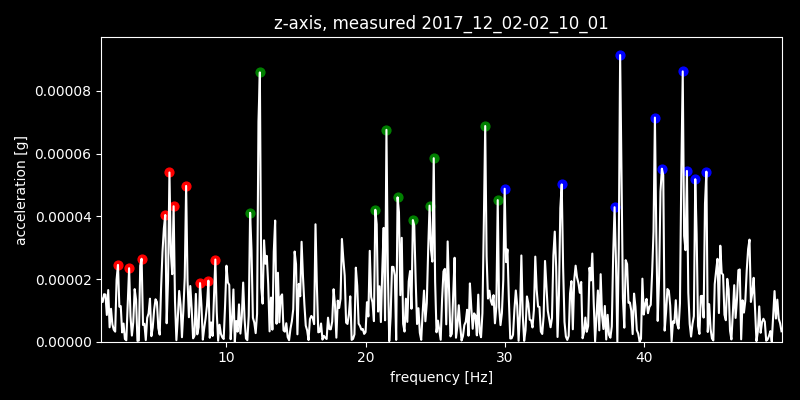 z-axis, measured 2017_12_02-02_10_01
0.00008
0.00006
0.00004
0.00002
0.00000
acceleration [g]
10 20 30 40
frequency [Hz]